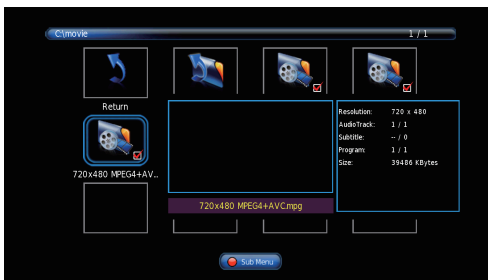 C:\movie
1 / 1
Return
720x480 MPEG4+AV...
Resolution: 720 x 480
AudioTrack: 1 / 1
Subtitle: -- / 0
Program: 1 / 1
Size: 39486 KBytes
720x480 MPEG4+AVC.mpg
Sub Menu